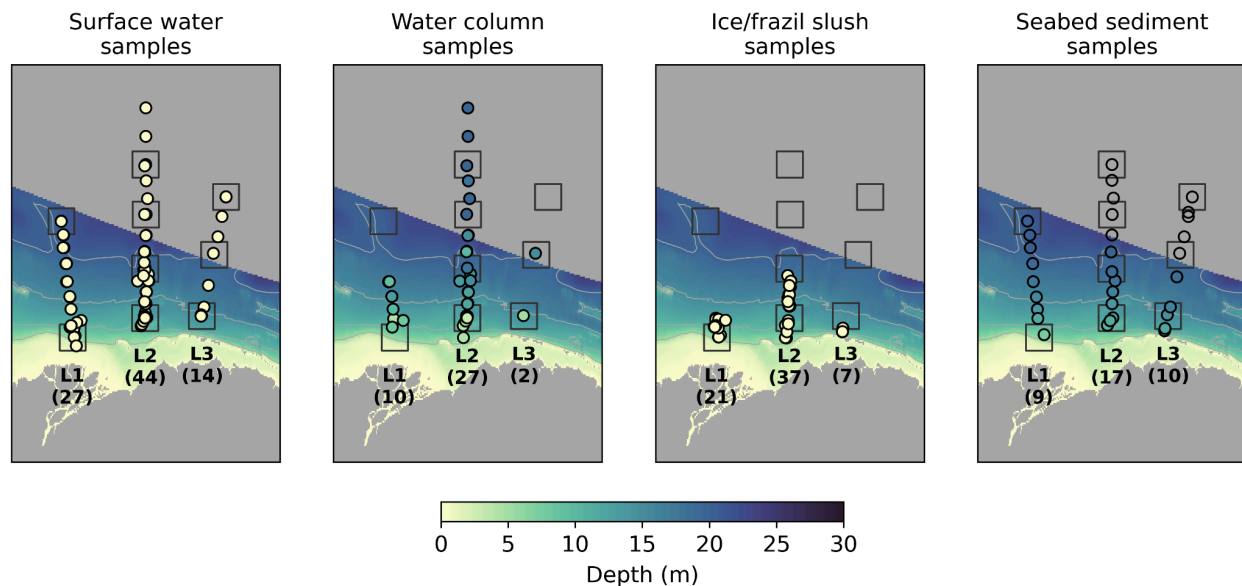 Surface water
samples
Water column
samples
Ice/frazil slush
samples
Seabed sediment
samples
L1
(27)
L2
(44)
L3
(14)
L1
(10)
L2
(27)
L3
(2)
L1
(21)
L2
(37)
L3
(7)
L1
(9)
L2
(17)
L3
(10)
0 5 10 15 20 25 30
Depth (m)